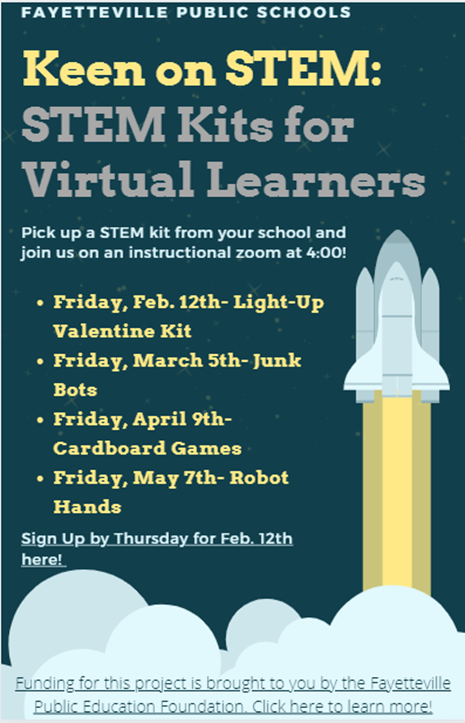 FAYETTEVILLE PUBLIC SCHOOLS
Keen on STEM:
STEM Kits for
Virtual Learners
Pick up a STEM kit from your school and
join us on an instructional zoom at 4:00!
• Friday, Feb. 12th- Light-Up
Valentine Kit
• Friday, March 5th- Junk
Bots
• Friday, April 9th-
Cardboard Games
• Friday, May 7th- Robot
Hands
Sign Up by Thursday for Feb. 12th
here!
Funding for this project is brought to you by the Fayetteville
Public Education Foundation. Click here to learn more!